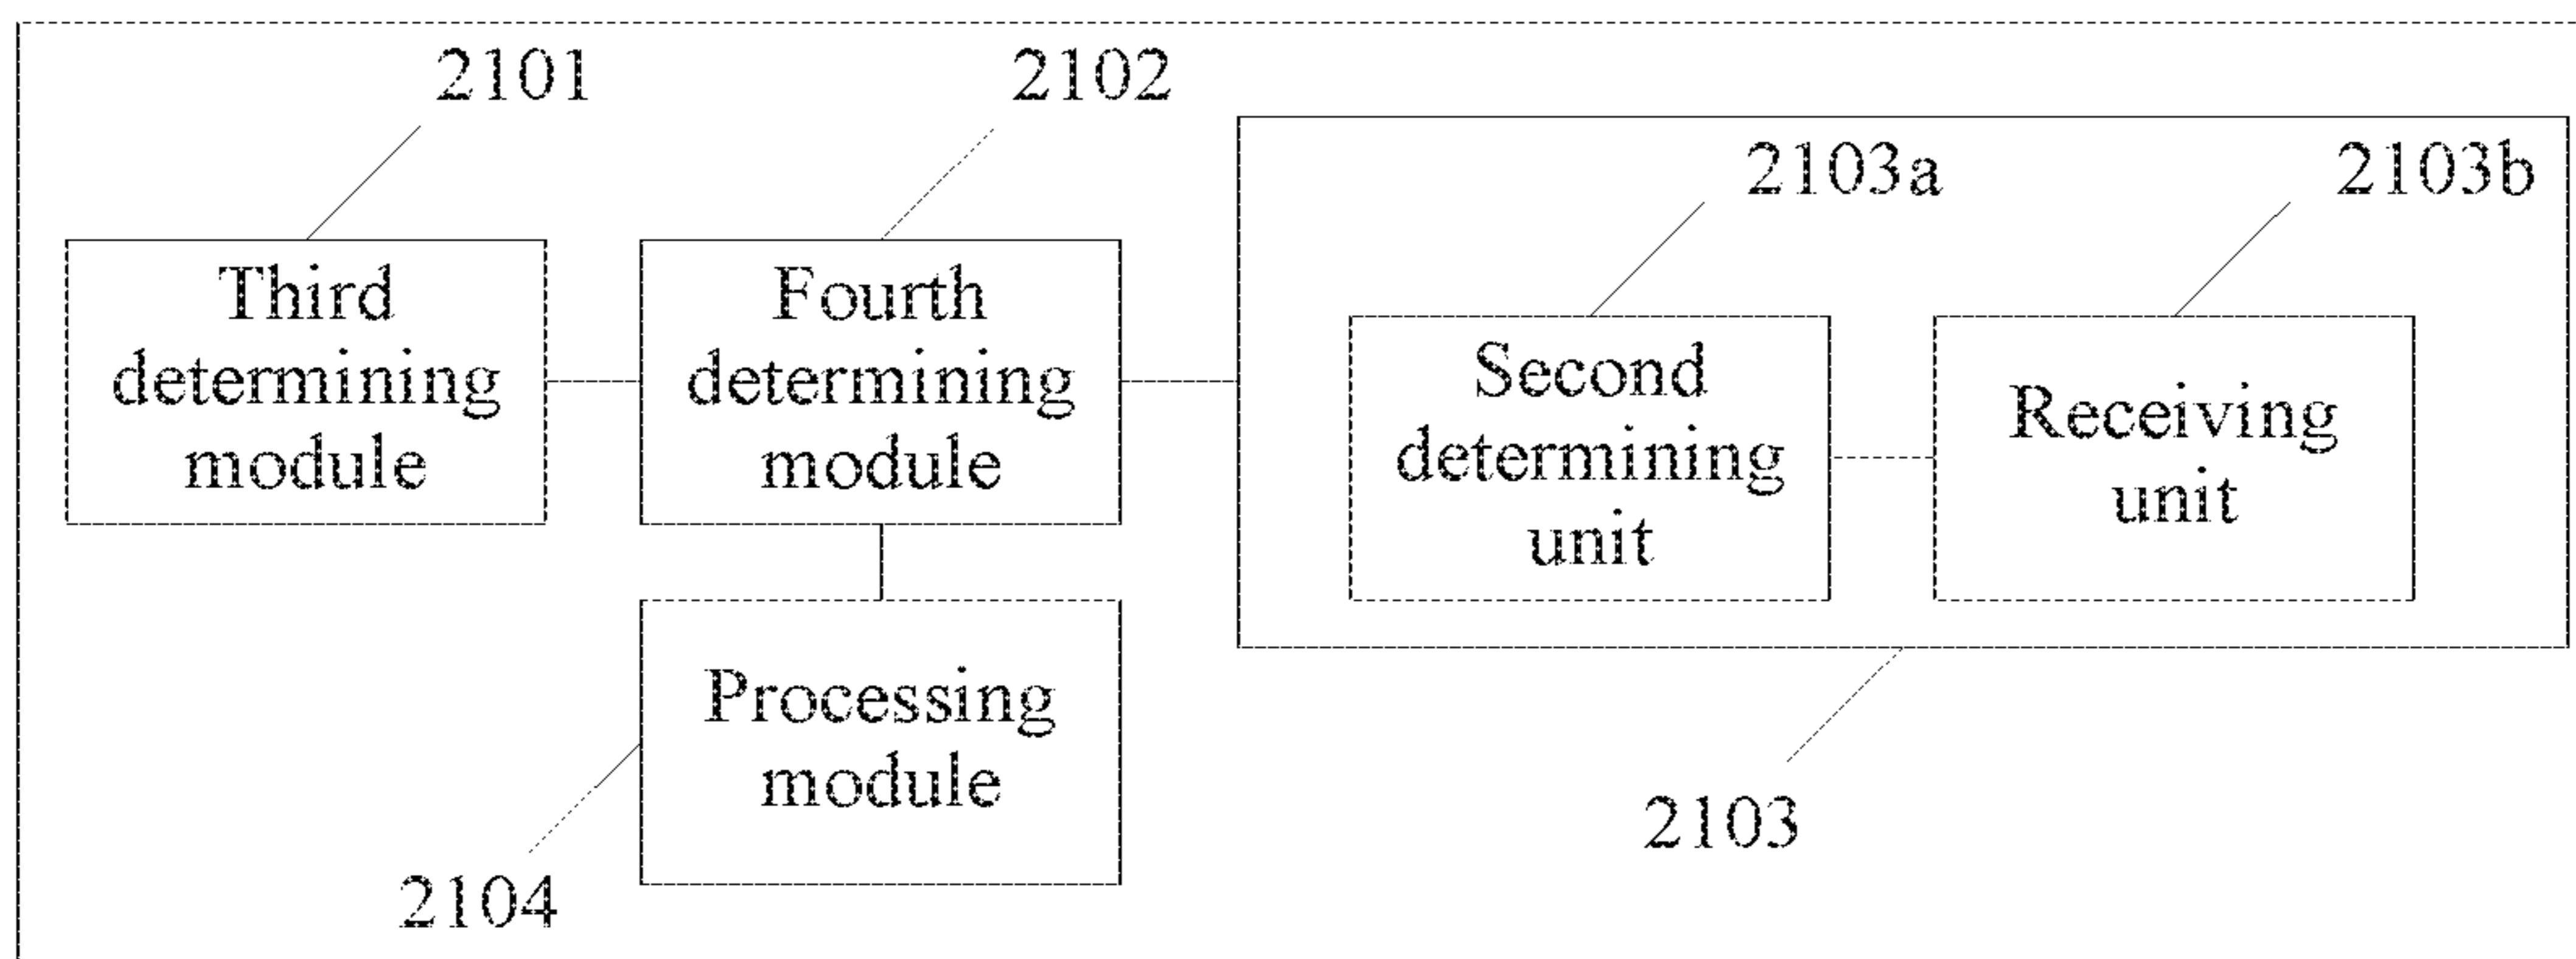 2101
2102
2103a
2103b
Third
determining
module
Fourth
determining
module
Second
determining
unit
Receiving
unit
Processing
module
2103
2104